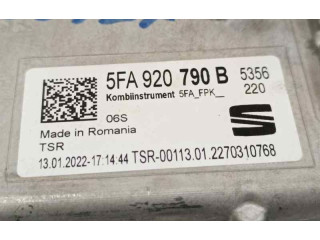 5FA 920 790 B 5356
Kombiinstrument 5FA_FPK__ 220
06S
Made in Romania
TSR
13.01.2022-17:14:44 TSR-00113.01.2270310768